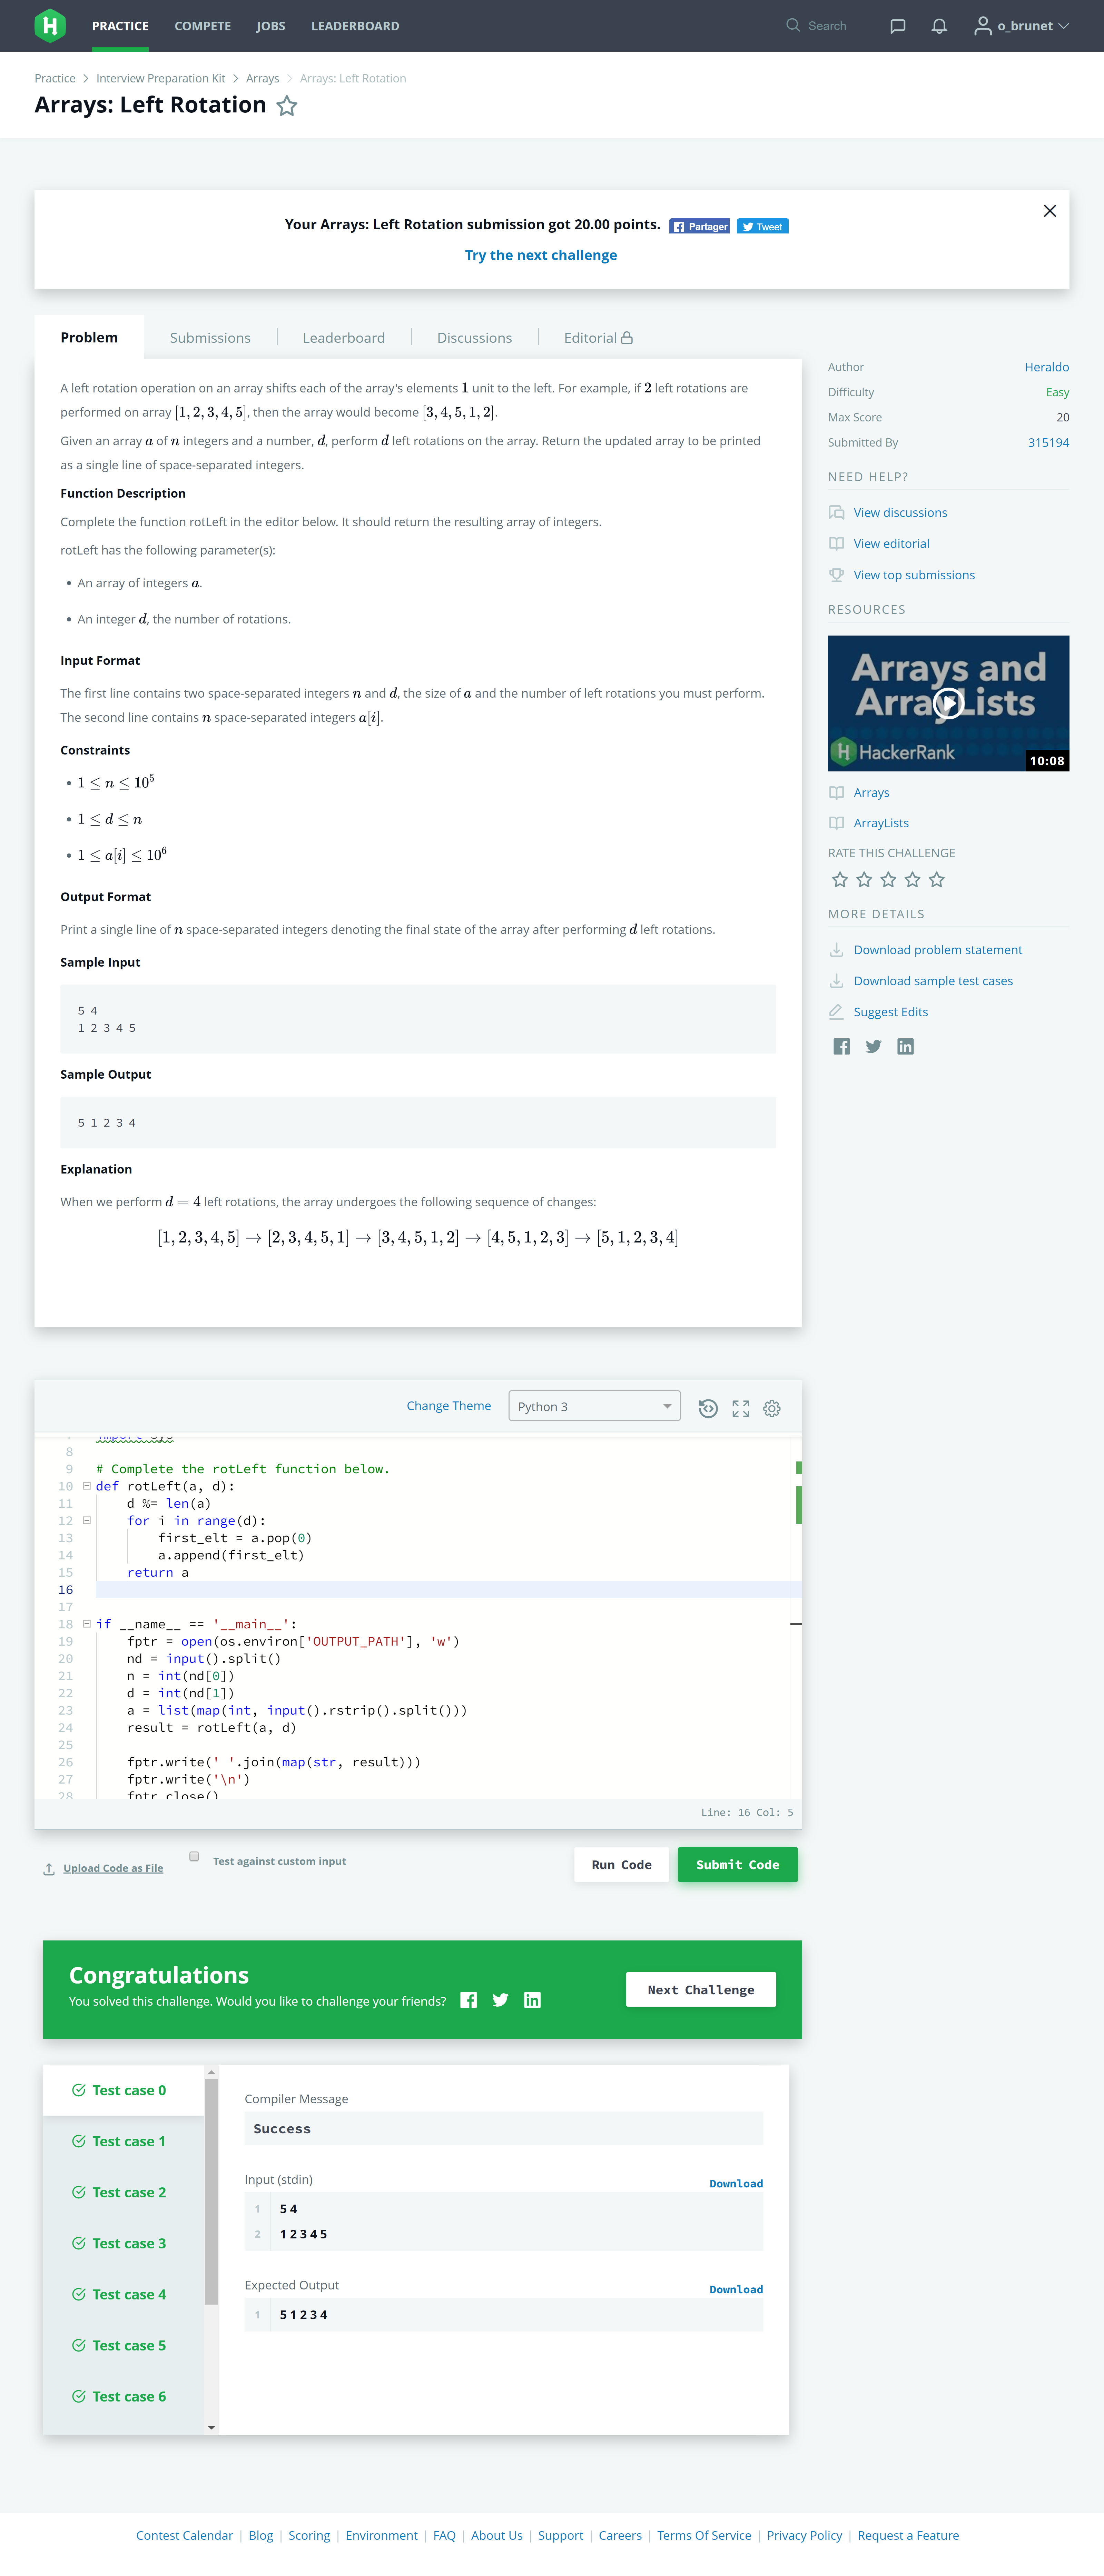 PRACTICE COMPETE JOBS LEADERBOARD Search o_brunet
Practice > Interview Preparation Kit > Arrays > Arrays: Left Rotation
Arrays: Left Rotation
Your Arrays: Left Rotation submission got 20.00 points. Partager Tweet
Try the next challenge
Problem Submissions Leaderboard Discussions Editorial
A left rotation operation on an array shifts each of the array's elements 1 unit to the left. For example, if 2 left rotations are
performed on array [1, 2, 3, 4, 5], then the array would become [3, 4, 5, 1, 2].
Given an array a of n integers and a number, d, perform d left rotations on the array. Return the updated array to be printed
as a single line of space-separated integers.
Function Description
Complete the function rotLeft in the editor below. It should return the resulting array of integers.
rotLeft has the following parameter(s):
• An array of integers a.
• An integer d, the number of rotations.
Input Format
The first line contains two space-separated integers n and d, the size of a and the number of left rotations you must perform.
The second line contains n space-separated integers a[i].
Constraints
• 1 ≤ n ≤ 10⁵
• 1 ≤ d ≤ n
• 1 ≤ a[i] ≤ 10⁶
Output Format
Print a single line of n space-separated integers denoting the final state of the array after performing d left rotations.
Sample Input
5 4
1 2 3 4 5
Sample Output
5 1 2 3 4
Explanation
When we perform d = 4 left rotations, the array undergoes the following sequence of changes:
[1, 2, 3, 4, 5] → [2, 3, 4, 5, 1] → [3, 4, 5, 1, 2] → [4, 5, 1, 2, 3] → [5, 1, 2, 3, 4]
Author Heraldo
Difficulty Easy
Max Score 20
Submitted By 315194
NEED HELP?
View discussions
View editorial
View top submissions
RESOURCES
Arrays and
ArrayLists
HackerRank
10:08
Arrays
ArrayLists
RATE THIS CHALLENGE
MORE DETAILS
Download problem statement
Download sample test cases
Suggest Edits
Change Theme Python 3
import sys
8
9 # Complete the rotLeft function below.
10 def rotLeft(a, d):
11 d %= len(a)
12 for i in range(d):
13 first_elt = a.pop(0)
14 a.append(first_elt)
15 return a
16
17
18 if __name__ == '__main__':
19 fptr = open(os.environ['OUTPUT_PATH'], 'w')
20 nd = input().split()
21 n = int(nd[0])
22 d = int(nd[1])
23 a = list(map(int, input().rstrip().split()))
24 result = rotLeft(a, d)
25
26 fptr.write(' '.join(map(str, result)))
27 fptr.write('\n')
28 fptr.close()
Line: 16 Col: 5
Upload Code as File Test against custom input Run Code Submit Code
Congratulations
You solved this challenge. Would you like to challenge your friends?
Next Challenge
Test case 0
Test case 1
Test case 2
Test case 3
Test case 4
Test case 5
Test case 6
Compiler Message
Success
Input (stdin) Download
1 5 4
2 1 2 3 4 5
Expected Output Download
1 5 1 2 3 4
Contest Calendar | Blog | Scoring | Environment | FAQ | About Us | Support | Careers | Terms Of Service | Privacy Policy | Request a Feature